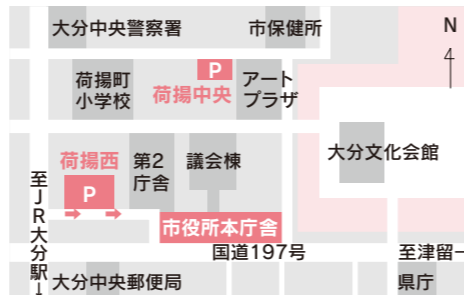 大分中央警察署
市保健所
N
P
荷揚町
小学校
荷揚中央
アート
プラザ
荷揚西
P
第2
庁舎
議会棟
大分文化会館
至JR大分駅
市役所本庁舎
国道197号
至津留
大分中央郵便局
県庁